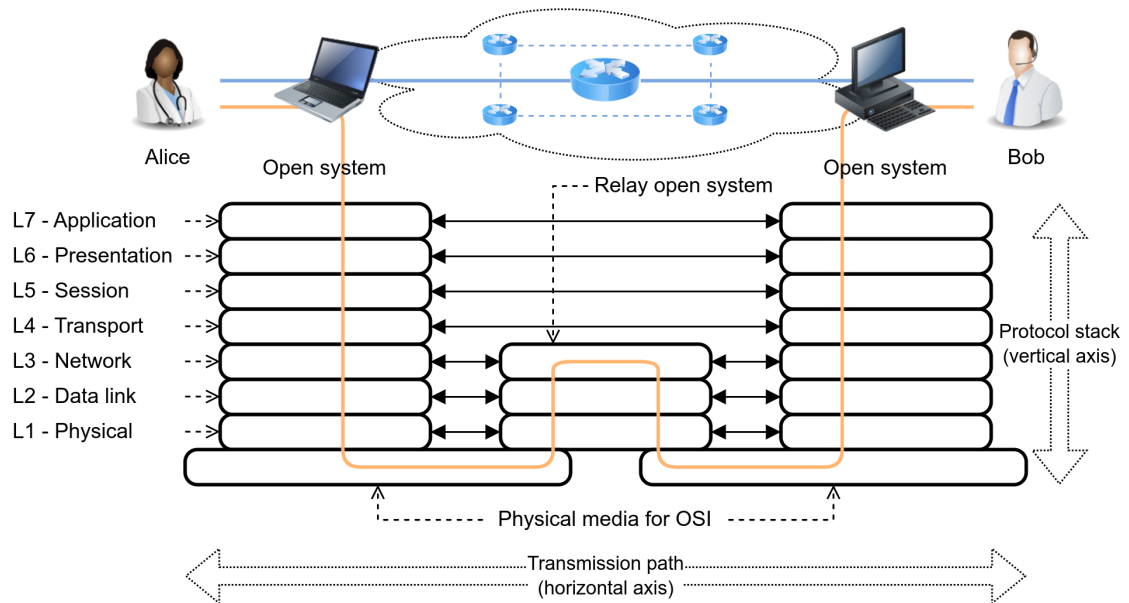 Alice
Bob
Open system
Open system
Relay open system
L7 - Application
L6 - Presentation
L5 - Session
L4 - Transport
L3 - Network
L2 - Data link
L1 - Physical
Protocol stack
(vertical axis)
Physical media for OSI
Transmission path
(horizontal axis)